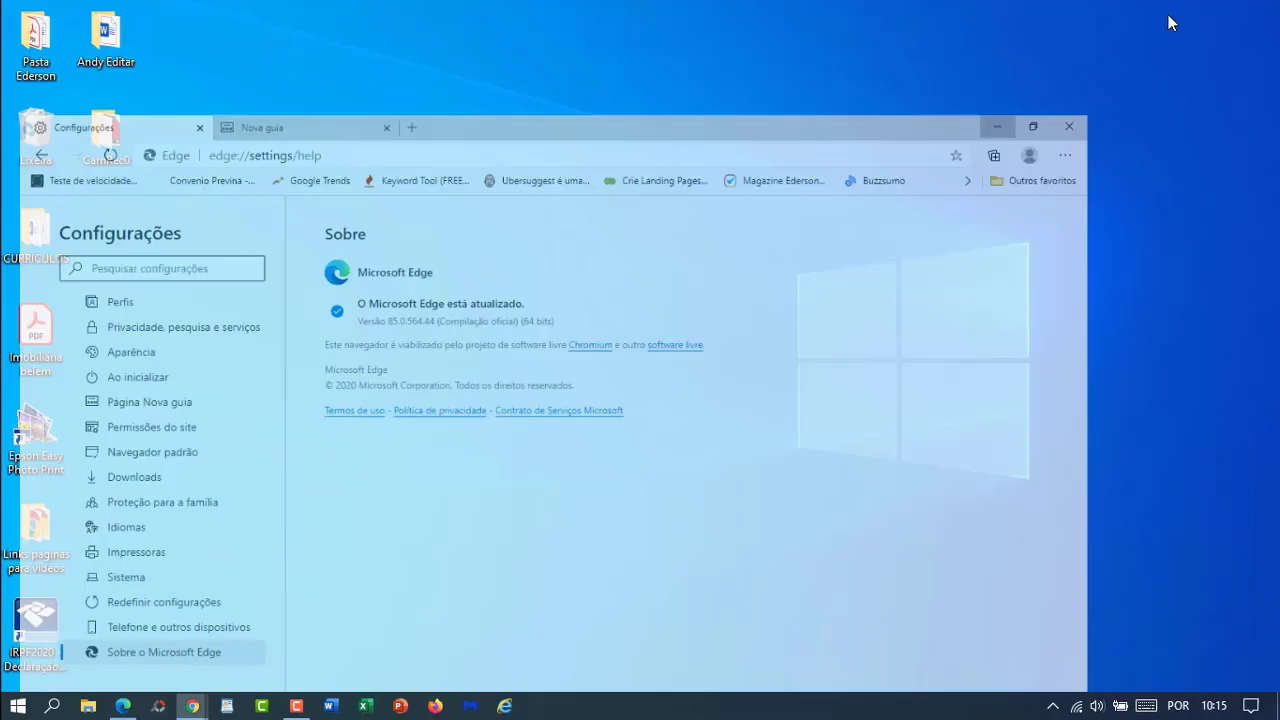 Pasta
Ederson
Andy Editar
Configurações
Nova guia
Lixeira
Edge
edge://settings/help
Teste de velocidade...
Convenio Previna -...
Google Trends
Keyword Tool (FREE...
Ubersuggest é uma...
Crie Landing Pages...
Magazine Ederson...
Buzzsumo
Outros favoritos
Configurações
Pesquisar configurações
CURRICULOS
Perfis
Privacidade, pesquisa e serviços
Aparência
Ao inicializar
Página Nova guia
Permissões do site
Navegador padrão
Downloads
Proteção para a família
Idiomas
Impressoras
Sistema
Redefinir configurações
Telefone e outros dispositivos
Sobre o Microsoft Edge
Sobre
Microsoft Edge
O Microsoft Edge está atualizado.
Versão 85.0.564.44 (Compilação oficial) (64 bits)
Este navegador é viabilizado pelo projeto de software livre Chromium e outro software livre.
Microsoft Edge
© 2020 Microsoft Corporation. Todos os direitos reservados.
Termos de uso - Política de privacidade - Contrato de Serviços Microsoft
PDF
Imobiliaria
belém
Epson Easy
Photo Print
Links paginas
para videos
IRPF2020
Declaração...
POR
10:15